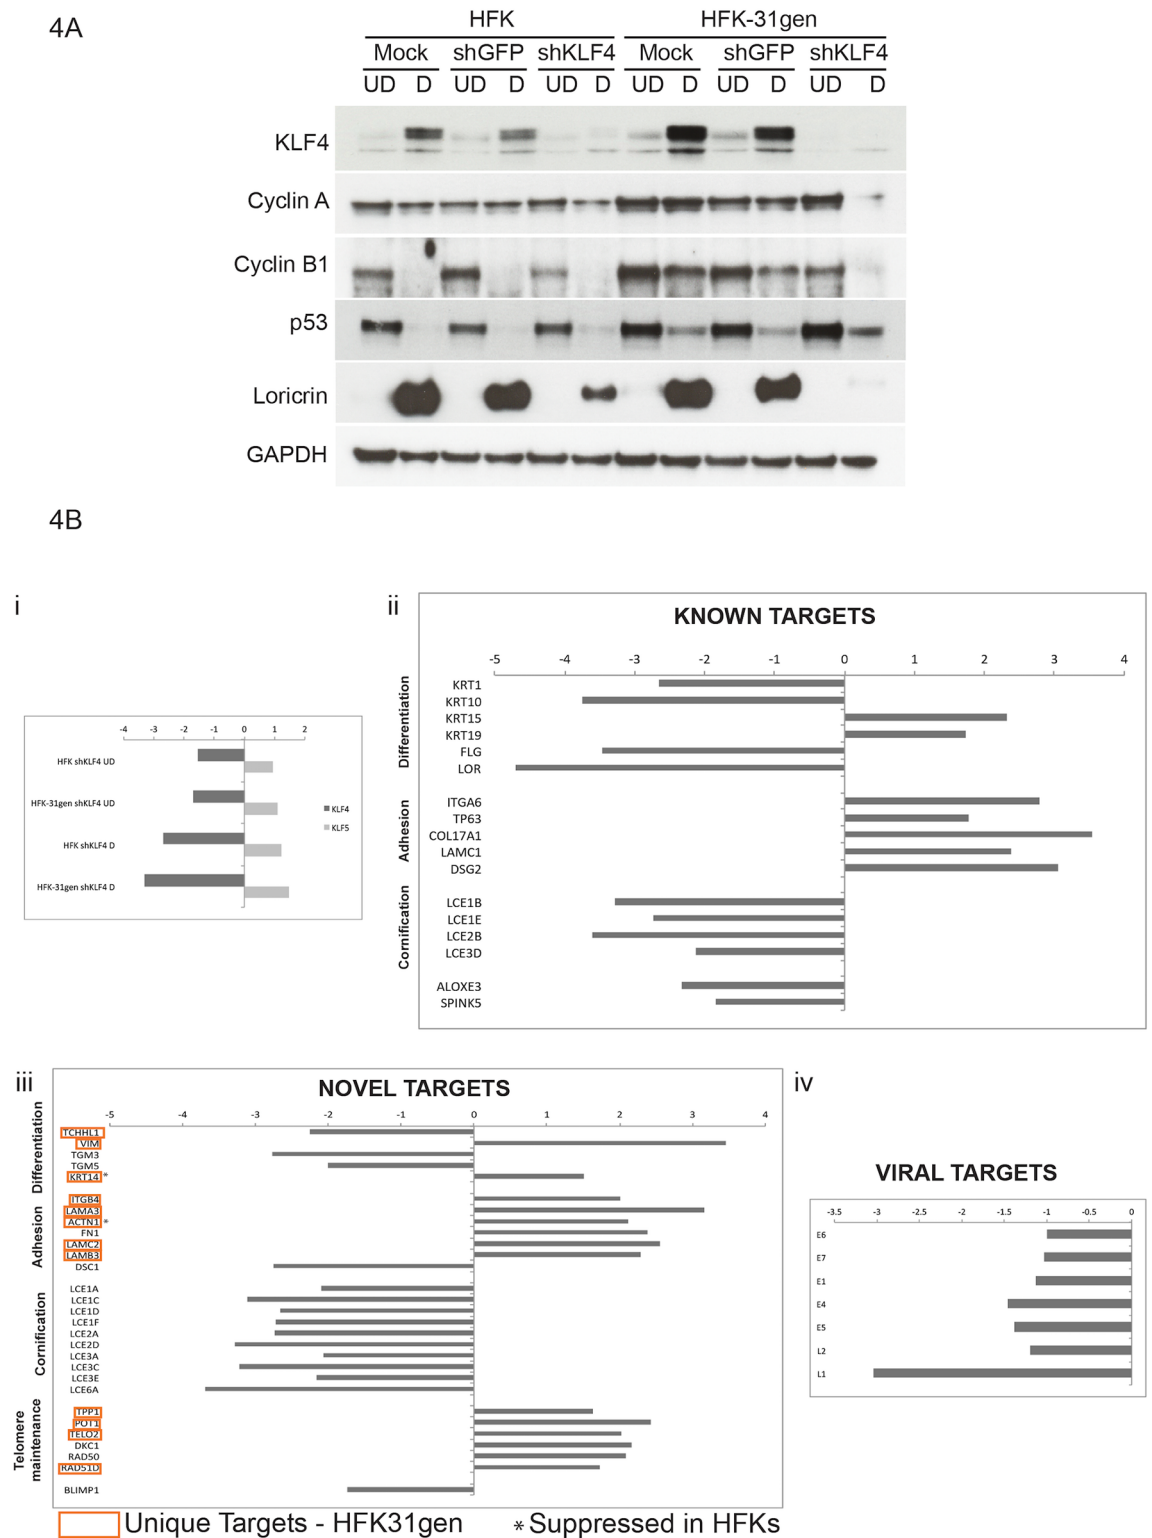 4A
HFK HFK-31gen
Mock shGFP shKLF4 Mock shGFP shKLF4
UD D UD D UD D UD D UD D UD D
KLF4
Cyclin A
Cyclin B1
p53
Loricrin
GAPDH
4B
i
-4 -3 -2 -1 0 1 2
HFK shKLF4 UD
HFK-31gen shKLF4 UD
HFK shKLF4 D
HFK-31gen shKLF4 D
KLF4
KLF5
ii
KNOWN TARGETS
-5 -4 -3 -2 -1 0 1 2 3 4
Differentiation
KRT1
KRT10
KRT15
KRT19
FLG
LOR
Adhesion
ITGA6
TP63
COL17A1
LAMC1
DSG2
Cornification
LCE1B
LCE1E
LCE2B
LCE3D
ALOXE3
SPINK5
iii
NOVEL TARGETS
-5 -4 -3 -2 -1 0 1 2 3 4
Differentiation
TCHHL1
VIM
TGM3
TGM5
KRT14 *
Adhesion
ITGB4
LAMA3
ACTN1 *
FN1
LAMC2
LAMB3
DSC1
Cornification
LCE1A
LCE1C
LCE1D
LCE1F
LCE2A
LCE2D
LCE3A
LCE3C
LCE3E
LCE6A
Telomere
maintenance
TPP1
POT1
TELO2
DKC1
RAD50
RAD51D
BLIMP1
Unique Targets - HFK31gen *Suppressed in HFKs
iv
VIRAL TARGETS
-3.5 -3 -2.5 -2 -1.5 -1 -0.5 0
E6
E7
E1
E4
E5
L2
L1